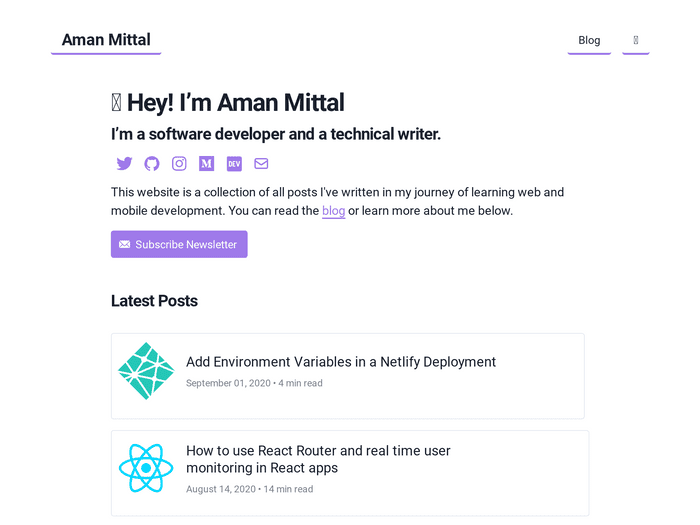 Aman Mittal
Blog
Hey! I’m Aman Mittal
I’m a software developer and a technical writer.
M DEV
This website is a collection of all posts I've written in my journey of learning web and
mobile development. You can read the blog or learn more about me below.
Subscribe Newsletter
Latest Posts
Add Environment Variables in a Netlify Deployment
September 01, 2020 • 4 min read
How to use React Router and real time user
monitoring in React apps
August 14, 2020 • 14 min read